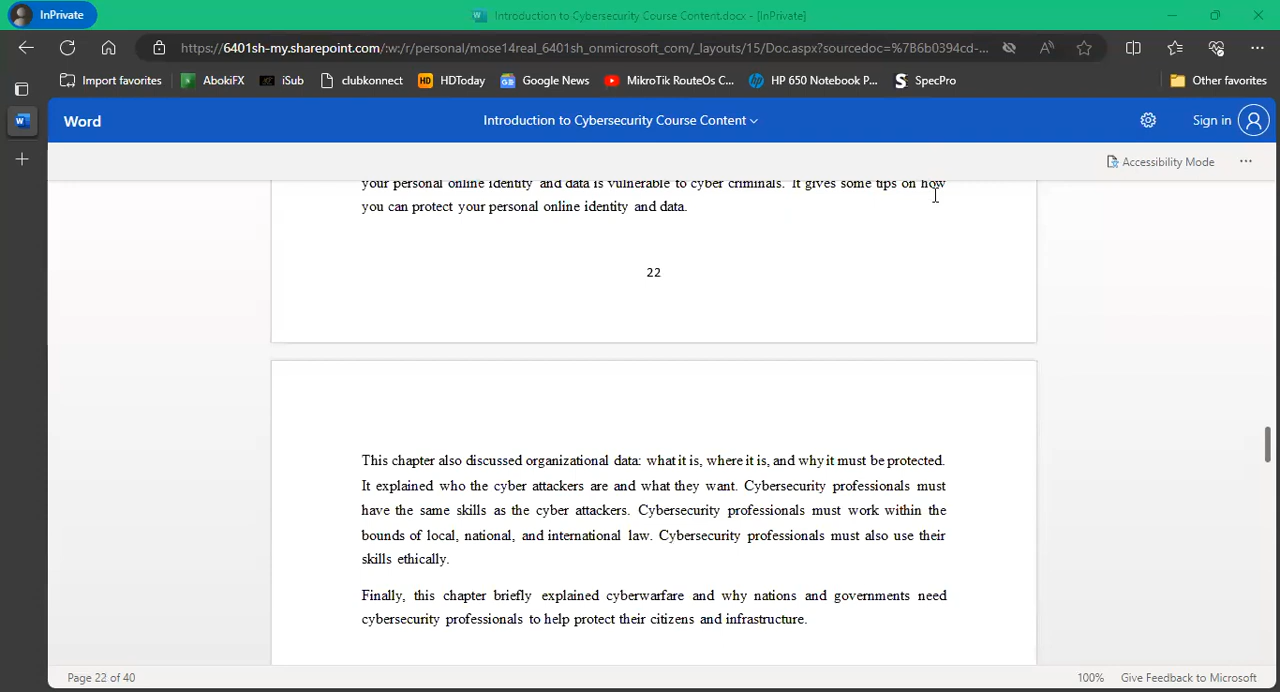 InPrivate
Introduction to Cybersecurity Course Content.docx - [InPrivate]
https://6401sh-my.sharepoint.com/:w:/r/personal/mose14real_6401sh_onmicrosoft_com/_layouts/15/Doc.aspx?sourcedoc=%7B6b0394cd-...
Import favorites AbokiFX iSub clubkonnect HDToday Google News MikroTik RouteOs C... HP 650 Notebook P... SpecPro Other favorites
Word Introduction to Cybersecurity Course Content Sign in
Accessibility Mode ...
your personal online identity and data is vulnerable to cyber criminals. It gives some tips on how
you can protect your personal online identity and data.
22
This chapter also discussed organizational data: what it is, where it is, and why it must be protected.
It explained who the cyber attackers are and what they want. Cybersecurity professionals must
have the same skills as the cyber attackers. Cybersecurity professionals must work within the
bounds of local, national, and international law. Cybersecurity professionals must also use their
skills ethically.
Finally, this chapter briefly explained cyberwarfare and why nations and governments need
cybersecurity professionals to help protect their citizens and infrastructure.
Page 22 of 40 100% Give Feedback to Microsoft